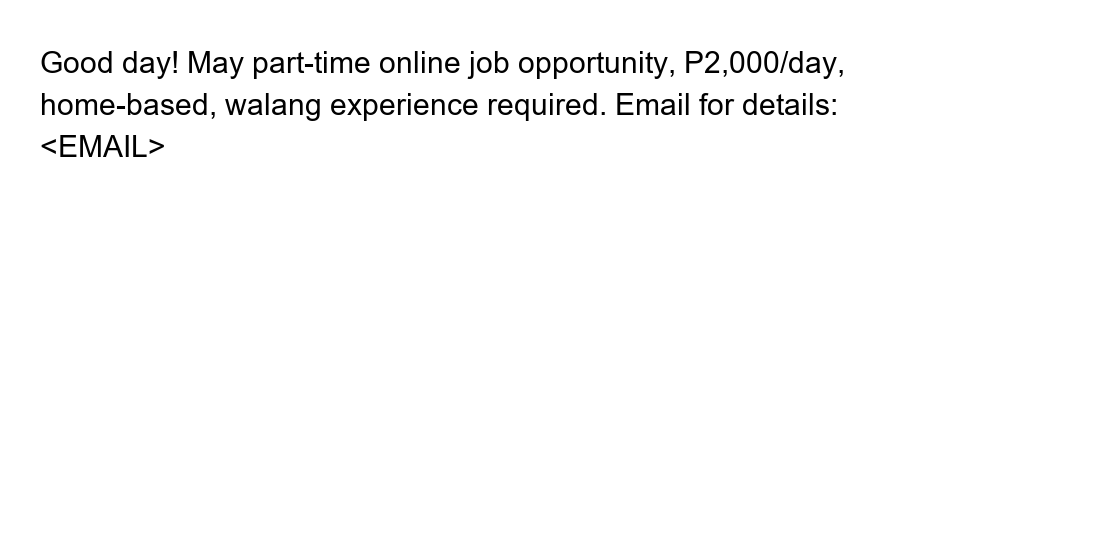 Good day! May part-time online job opportunity, P2,000/day,
home-based, walang experience required. Email for details:
<EMAIL>